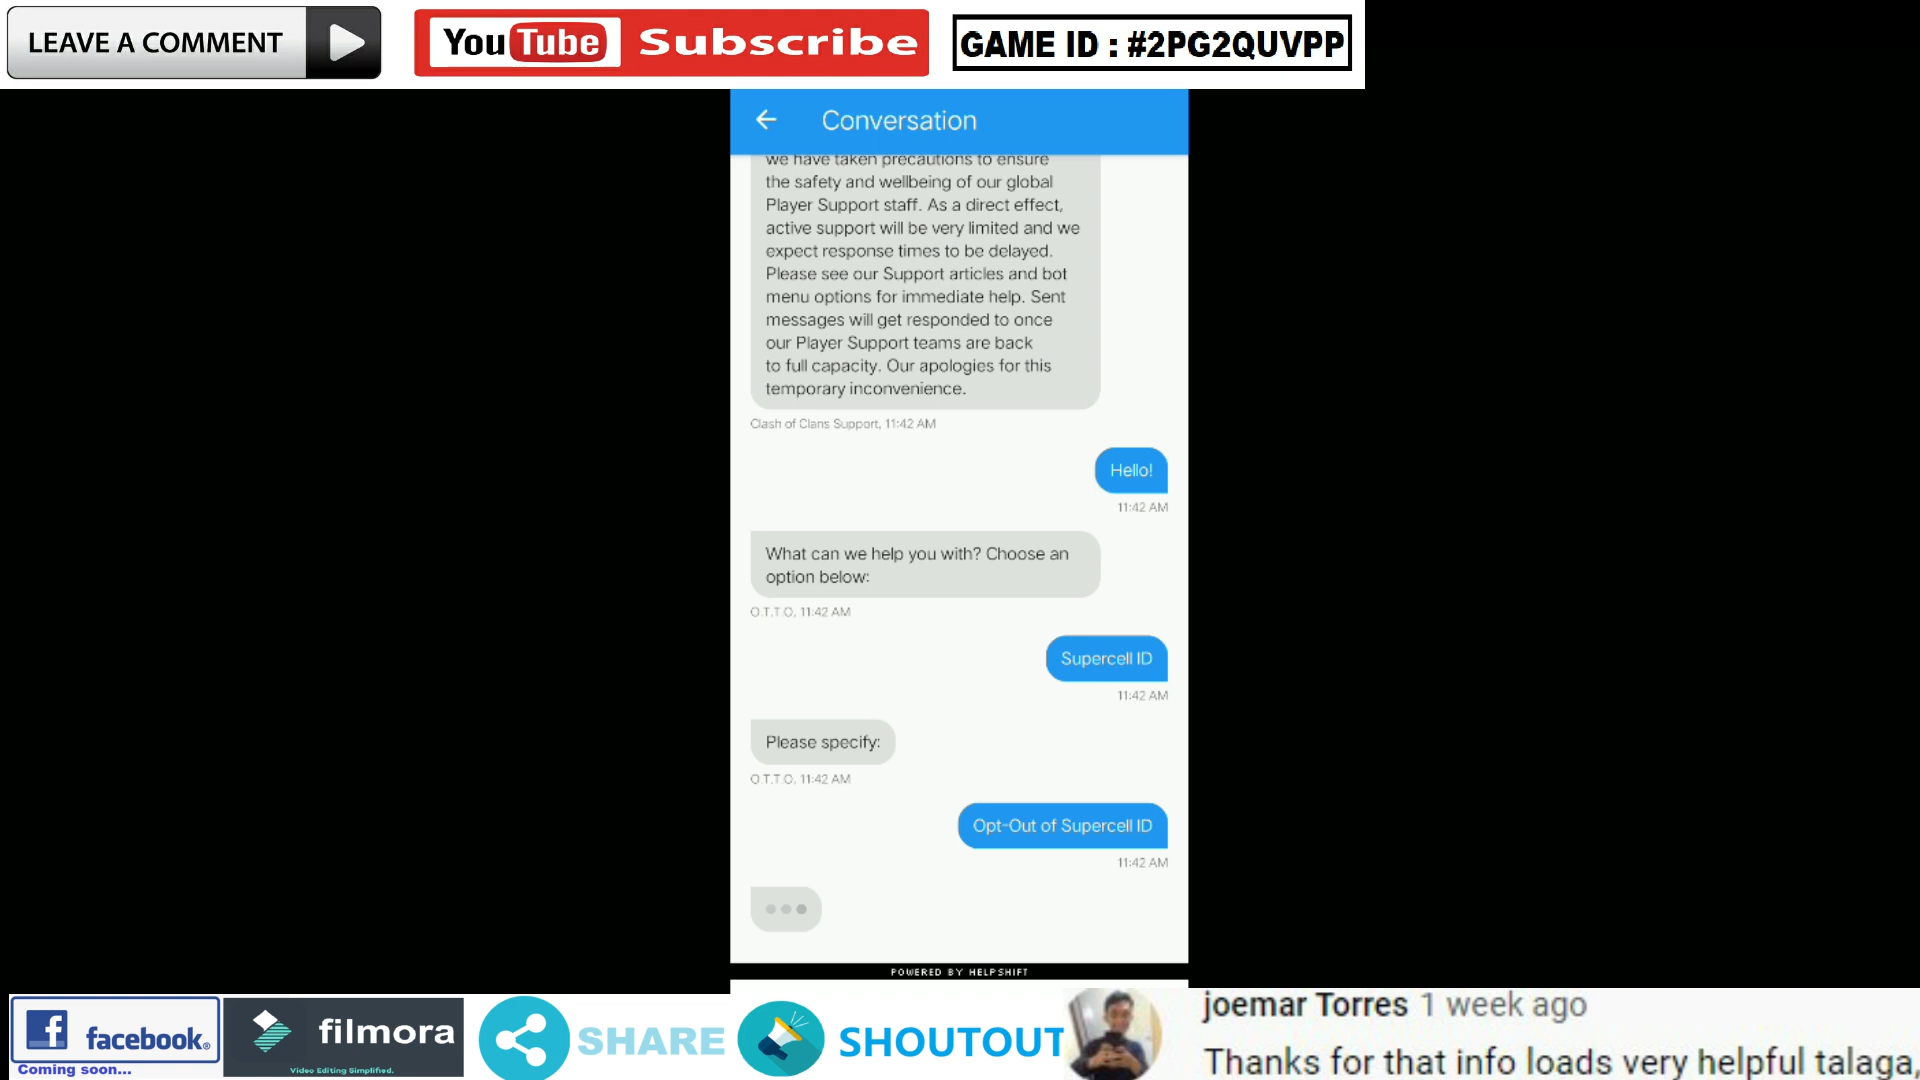 LEAVE A COMMENT
YouTube Subscribe
GAME ID : #2PG2QUVPP
Conversation
we have taken precautions to ensure
the safety and wellbeing of our global
Player Support staff. As a direct effect,
active support will be very limited and we
expect response times to be delayed.
Please see our Support articles and bot
menu options for immediate help. Sent
messages will get responded to once
our Player Support teams are back
to full capacity. Our apologies for this
temporary inconvenience.
Clash of Clans Support, 11:42 AM
Hello!
11:42 AM
What can we help you with? Choose an
option below:
O.T.T.O, 11:42 AM
Supercell ID
11:42 AM
Please specify:
O.T.T.O, 11:42 AM
Opt-Out of Supercell ID
11:42 AM
POWERED BY HELPSHIFT
facebook®
Coming soon...
filmora
Video Editing Simplified.
SHARE
SHOUTOUT
joemar Torres 1 week ago
Thanks for that info loads very helpful talaga,